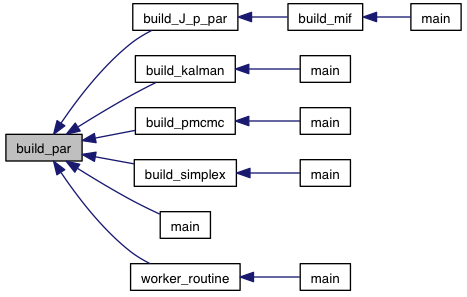 build_J_p_par build_mif main
build_kalman main
build_pmcmc main
build_par
build_simplex main
main
worker_routine main